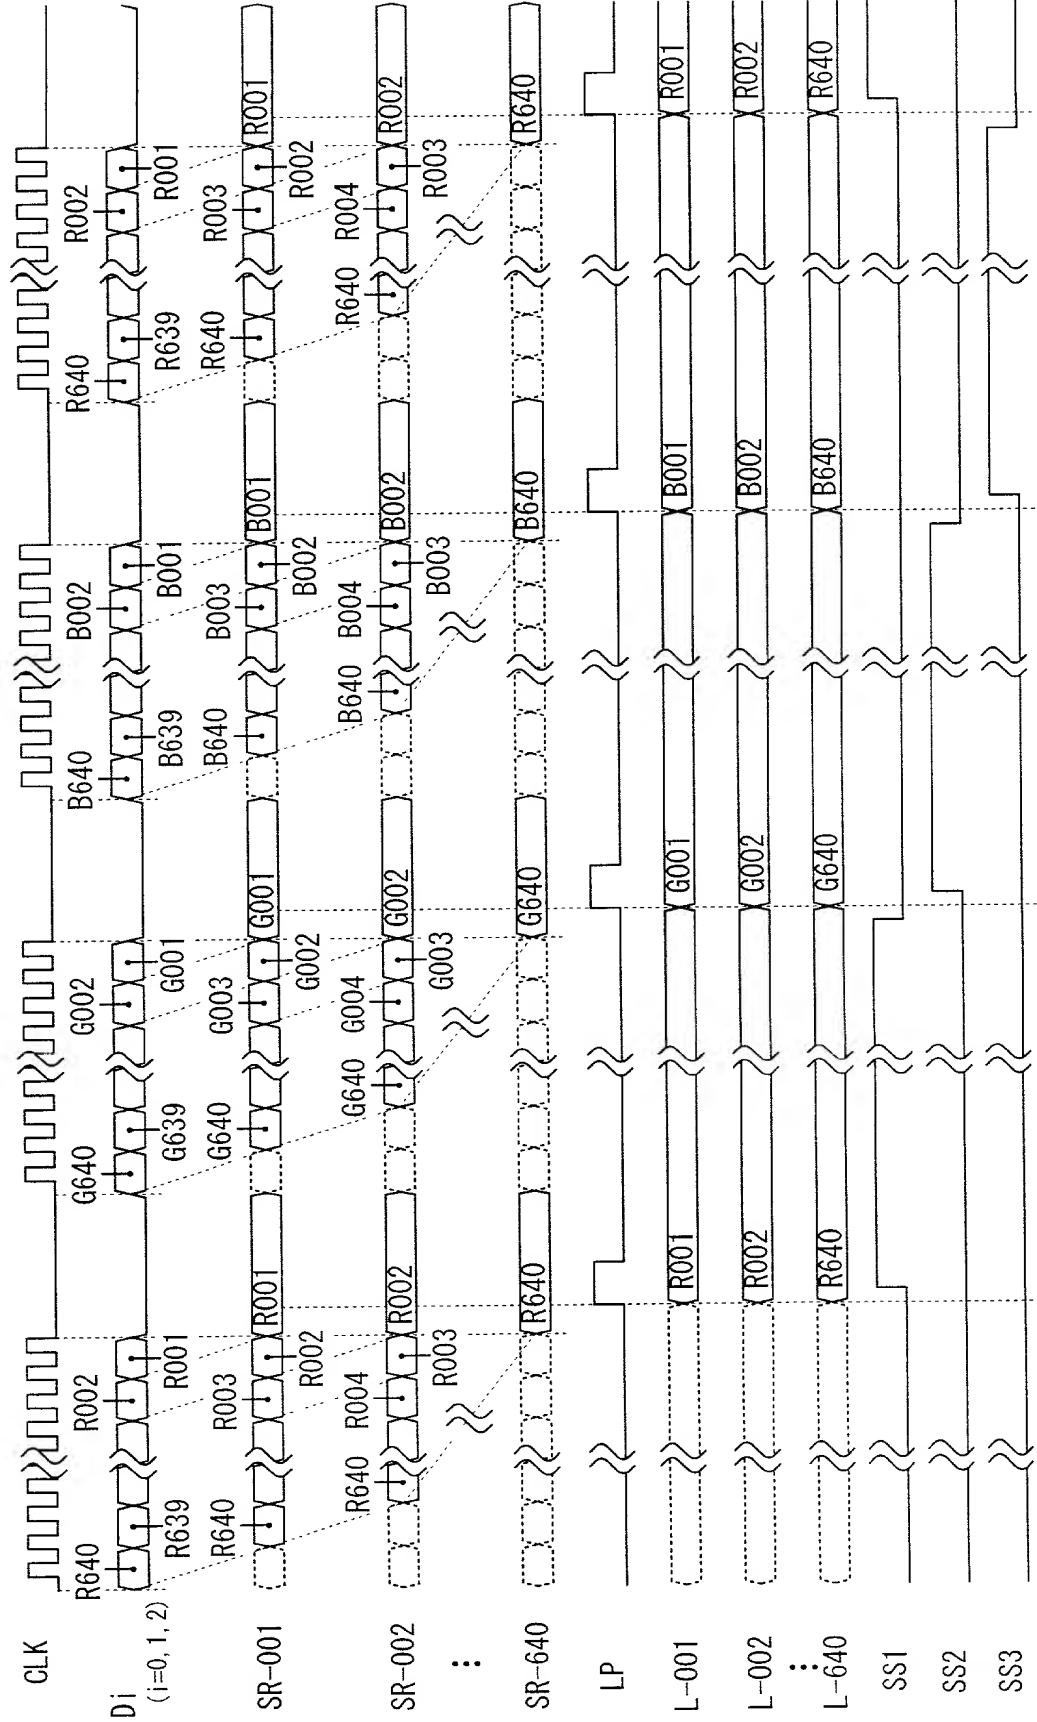 CLK
Di
(i=0, 1, 2)
R640
R639
R002
R001
G640
G639
G002
G001
B640
B639
B002
B001
R640
R639
R002
R001
SR-001
R640
R003
R002
R001
G640
G003
G002
G001
B640
B003
B002
B001
R640
R003
R002
R001
SR-002
R640
R004
R003
R002
G640
G004
G003
G002
B640
B004
B003
B002
R640
R004
R003
R002
⋮
SR-640
R640
G640
B640
R640
LP
L-001
R001
G001
B001
R001
L-002
R002
G002
B002
R002
⋮
L-640
R640
G640
B640
R640
SS1
SS2
SS3